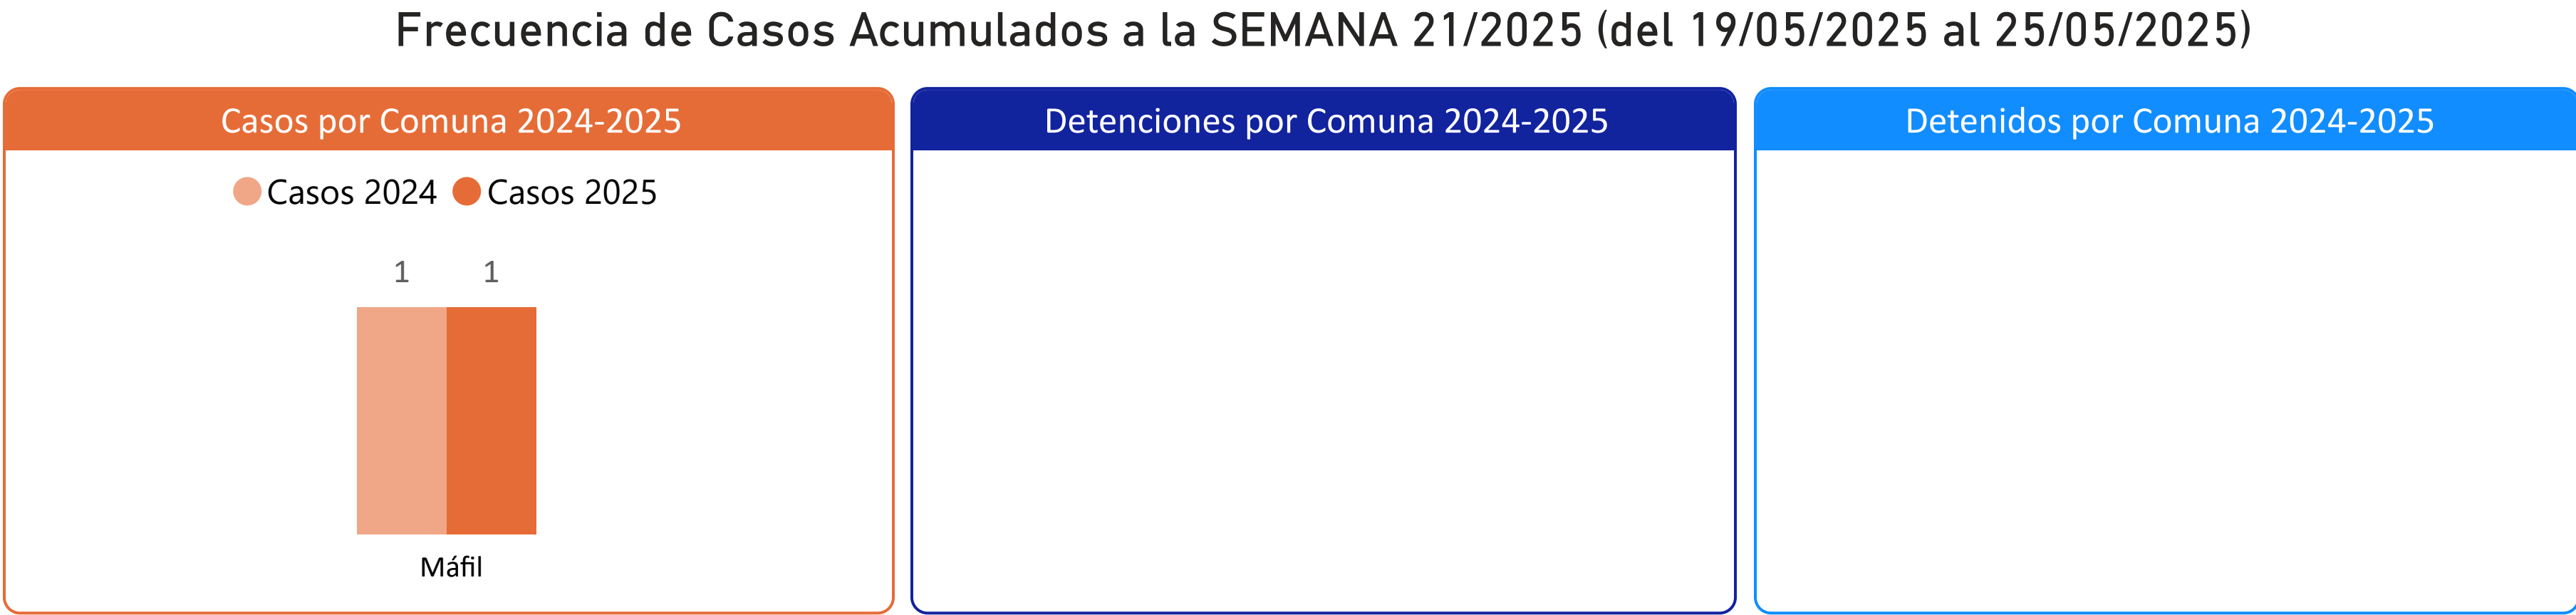 Frecuencia de Casos Acumulados a la SEMANA 21/2025 (del 19/05/2025 al 25/05/2025)
Casos por Comuna 2024-2025
Casos 2024 Casos 2025
1 1
Máfil
Detenciones por Comuna 2024-2025
Detenidos por Comuna 2024-2025